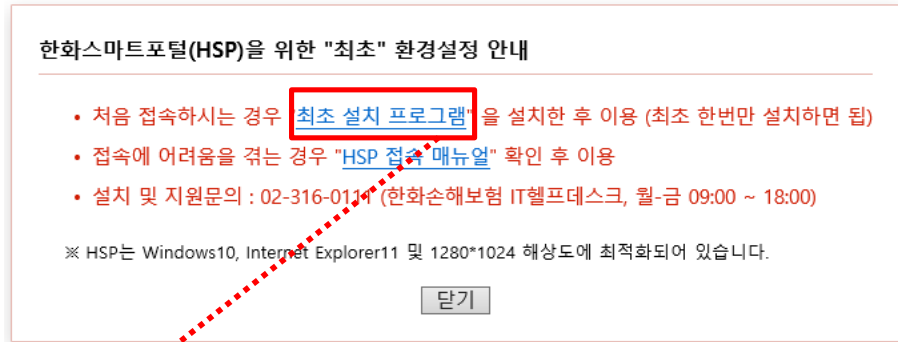 한화스마트포털(HSP)을 위한 "최초" 환경설정 안내
• 처음 접속하시는 경우 "최초 설치 프로그램" 을 설치한 후 이용 (최초 한번만 설치하면 됩)
• 접속에 어려움을 겪는 경우 "HSP 접속 매뉴얼" 확인 후 이용
• 설치 및 지원문의 : 02-316-0111 (한화손해보험 IT헬프데스크, 월-금 09:00 ~ 18:00)
※ HSP는 Windows10, Internet Explorer11 및 1280*1024 해상도에 최적화되어 있습니다.
닫기